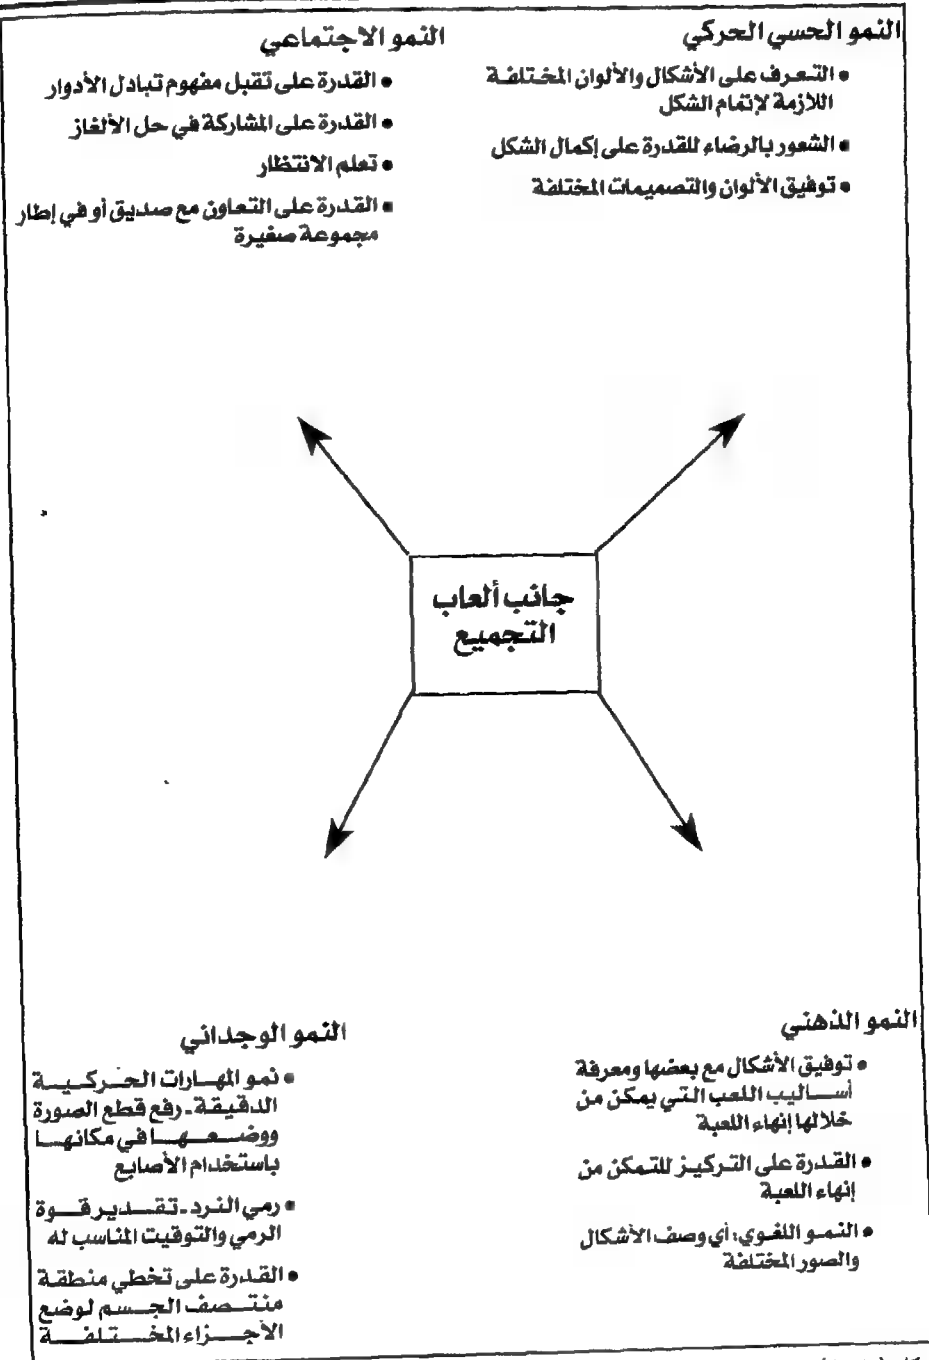 النمو الحسي الحركي
• التعرف على الأشكال والألوان المختلفة
اللازمة لإتمام الشكل
• الشعور بالرضاء للقدرة على إكمال الشكل
• توفيق الألوان والتصميمات المختلفة
النمو الاجتماعي
• القدرة على تقبل مفهوم تبادل الأدوار
• القدرة على المشاركة في حل الألغاز
• تعلم الانتظار
• القدرة على التعاون مع صديق أو في إطار
مجموعة صغيرة
جانب ألعاب
التجميع
النمو الذهني
• توفيق الأشكال مع بعضها ومعرفة
أساليب اللعب التي يمكن من
خلالها إنهاء اللعبة
• القدرة على التركيز للتمكن من
إنهاء اللعبة
• النمو اللغوي، أي وصف الأشكال
والصور المختلفة
النمو الوجداني
• نمو المهارات الحركية
الدقيقة - رفع قطع الصورة
ووضعها في مكانها
باستخدام الأصابع
• رمي النرد - تقدير قوة
الرمي والتوقيت المناسب له
• القدرة على تخطي منطقة
منتصف الجسم لوضع
الأجزاء المختلفة